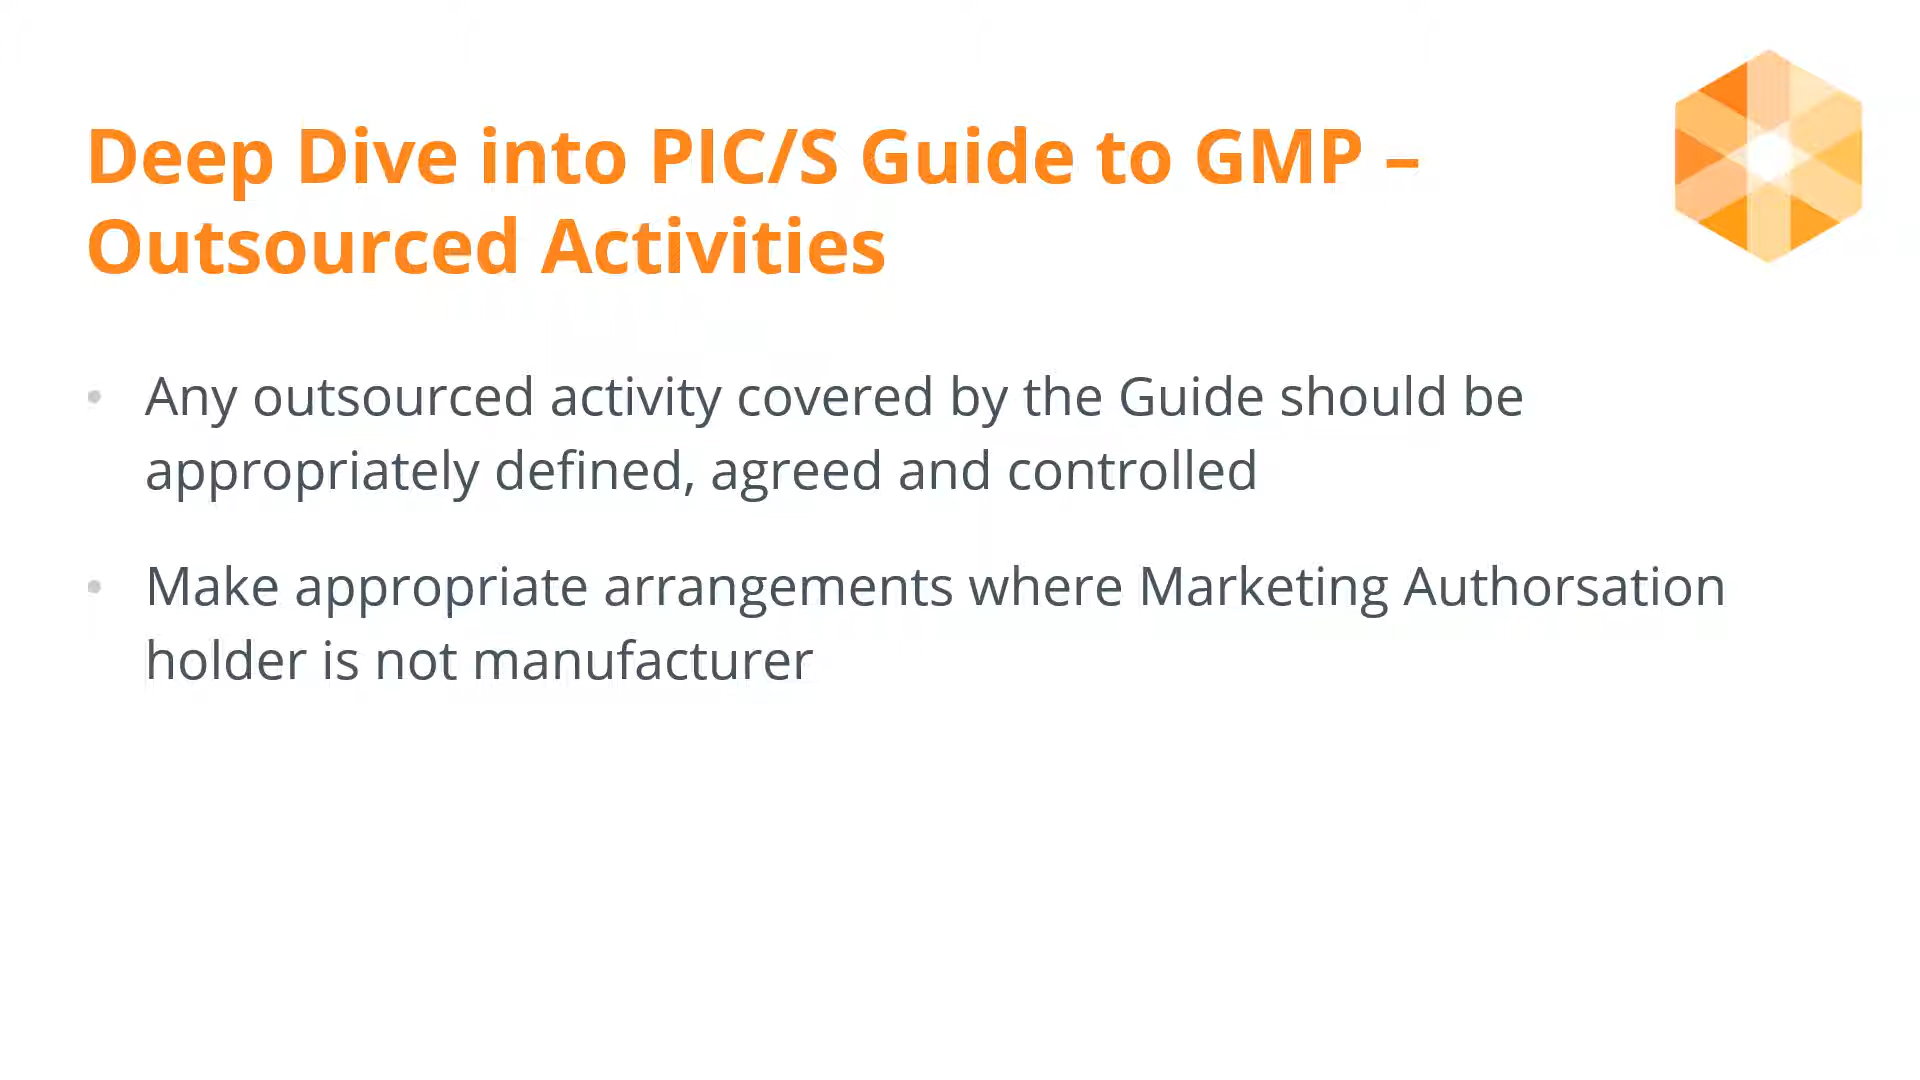 Deep Dive into PIC/S Guide to GMP –
Outsourced Activities
• Any outsourced activity covered by the Guide should be
appropriately defined, agreed and controlled
• Make appropriate arrangements where Marketing Authorsation
holder is not manufacturer